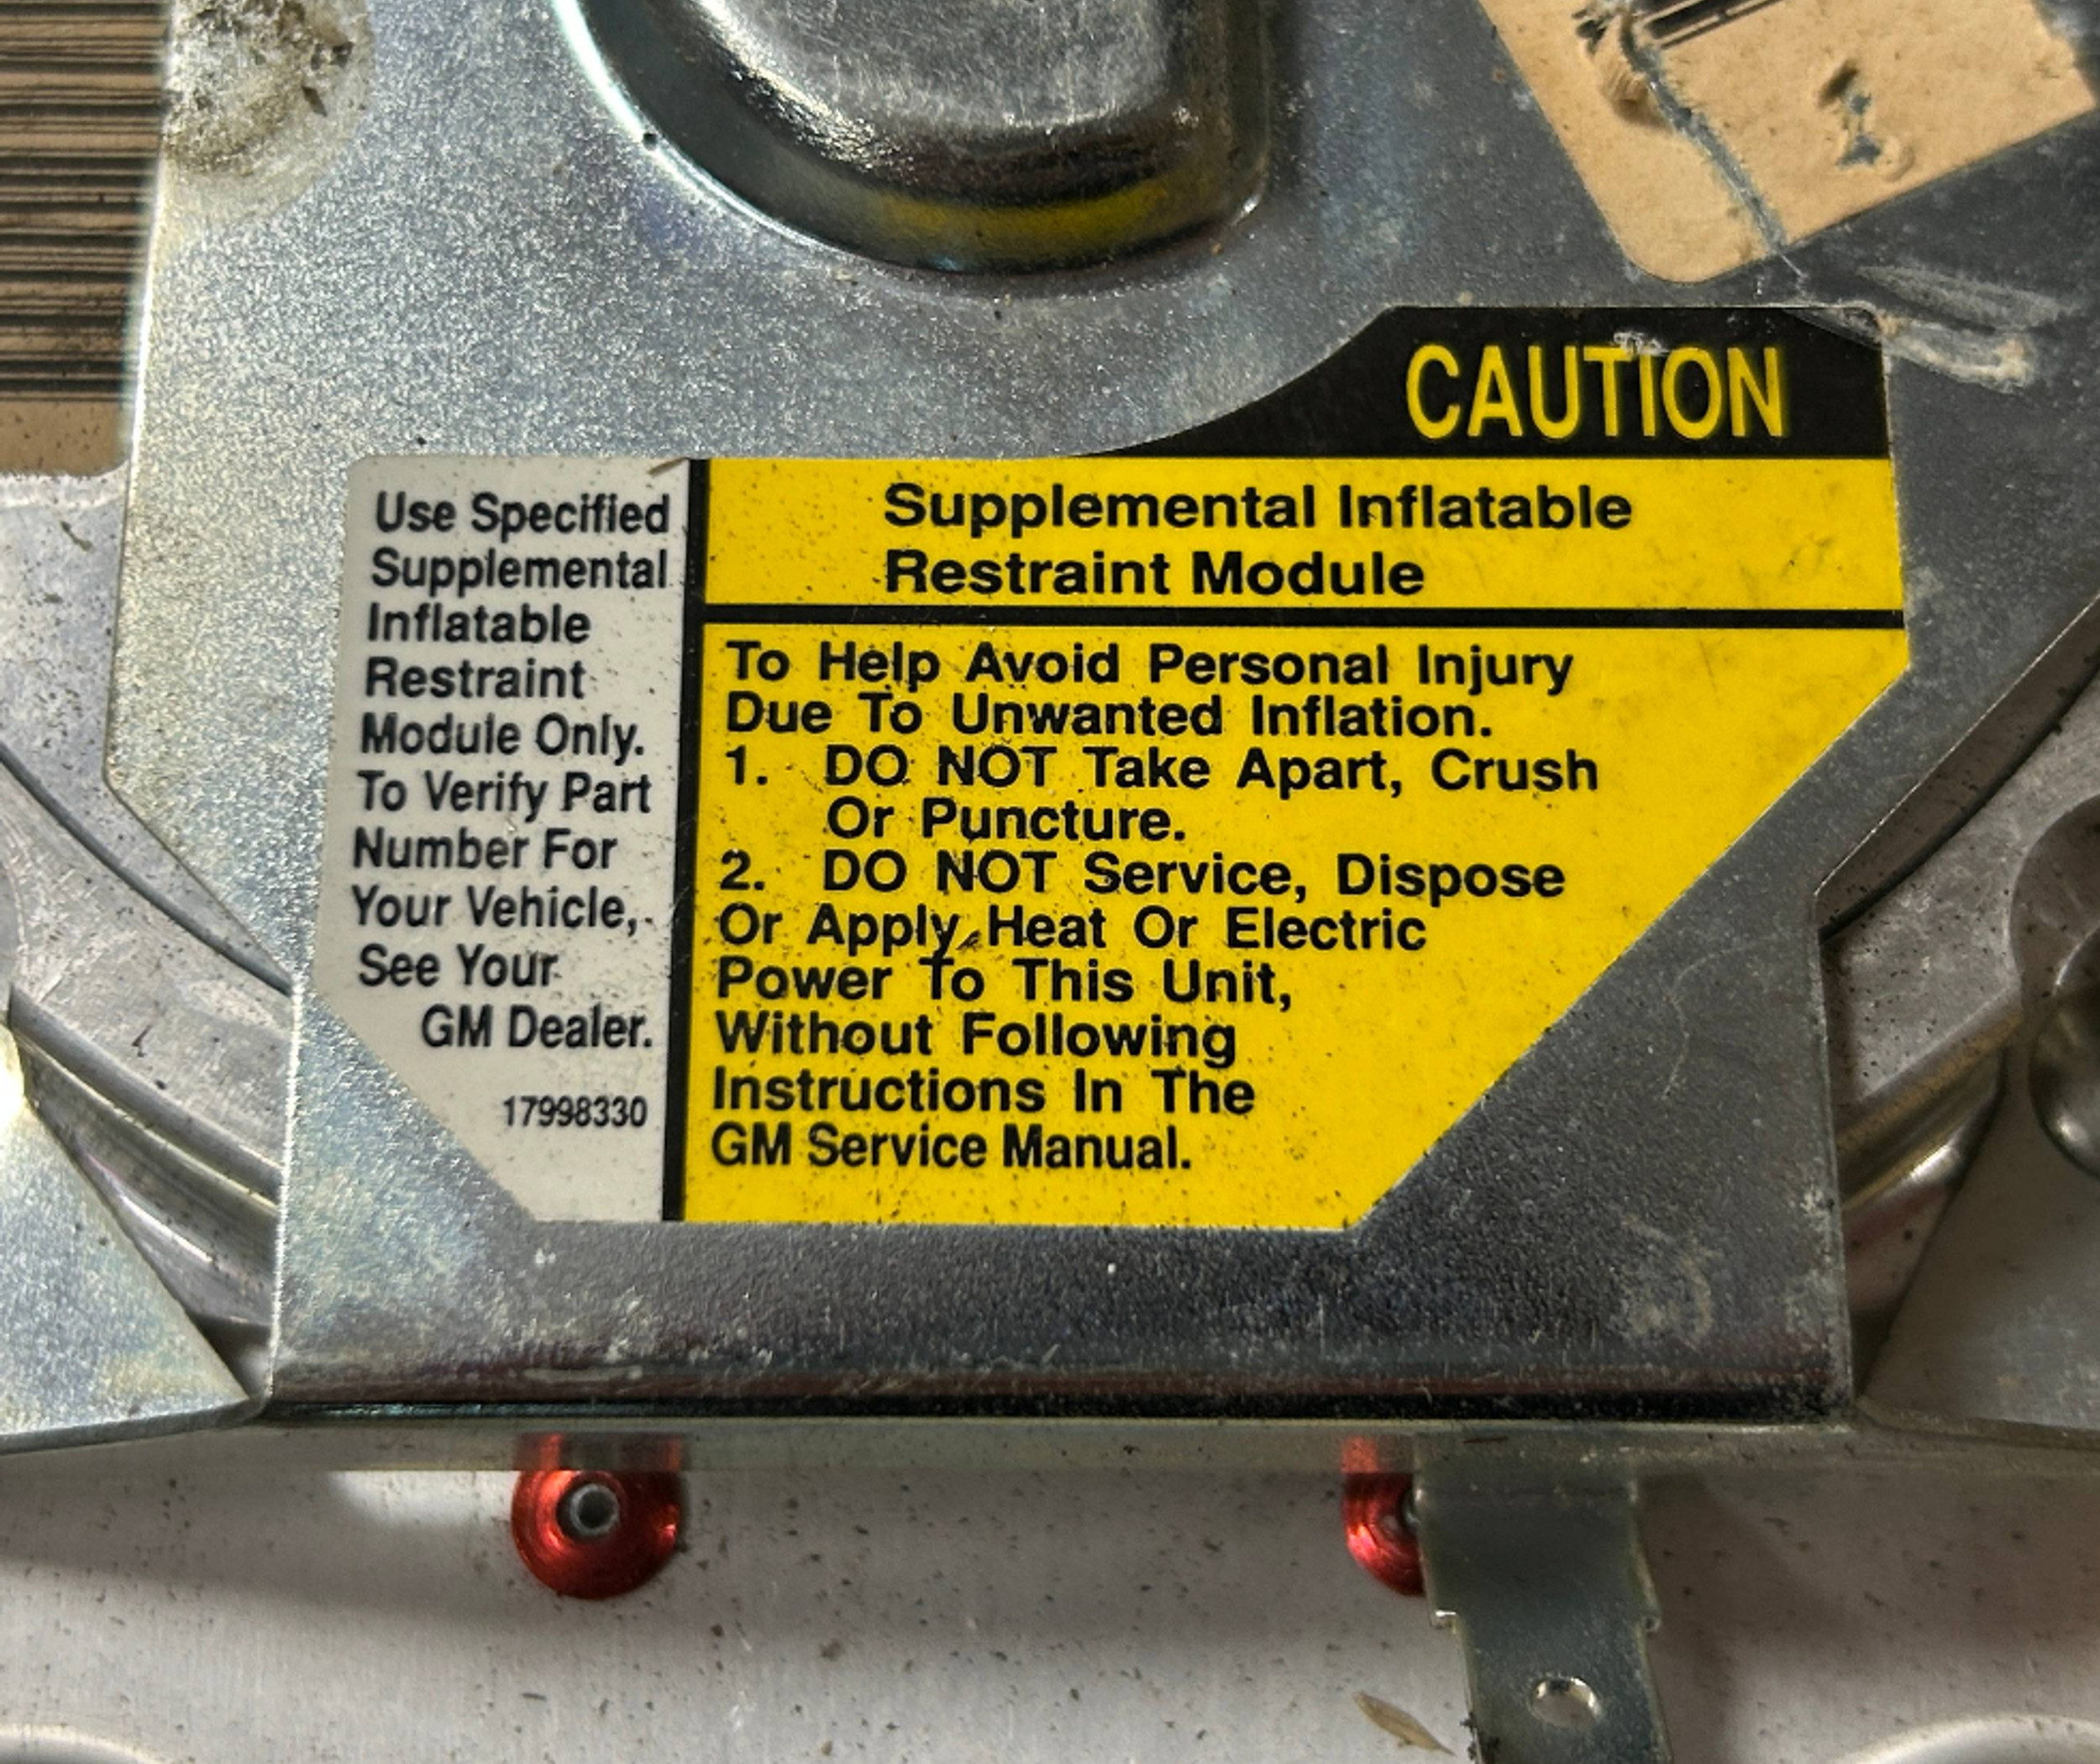 CAUTION
Use Specified
Supplemental
Inflatable
Restraint
Module Only.
To Verify Part
Number For
Your Vehicle,
See Your
GM Dealer.
17998330
Supplemental Inflatable
Restraint Module
To Help Avoid Personal Injury
Due To Unwanted Inflation.
1. DO NOT Take Apart, Crush
Or Puncture.
2. DO NOT Service, Dispose
Or Apply Heat Or Electric
Power To This Unit,
Without Following
Instructions In The
GM Service Manual.